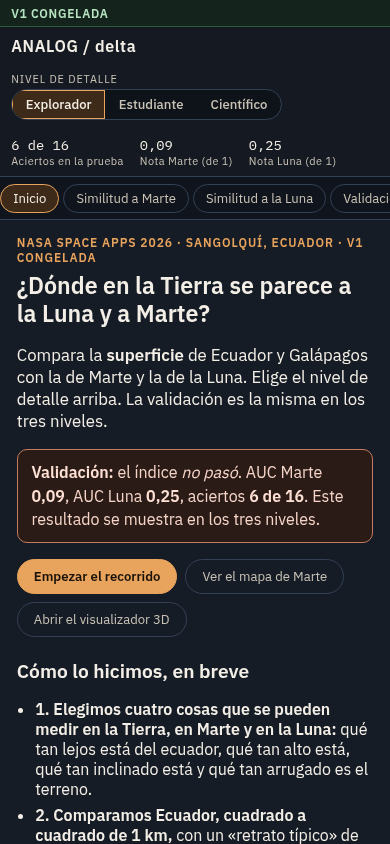 V1 CONGELADA
ANALOG / delta
NIVEL DE DETALLE
Explorador Estudiante Científico
6 de 16 0,09 0,25
Aciertos en la prueba Nota Marte (de 1) Nota Luna (de 1)
Inicio Similitud a Marte Similitud a la Luna Validaci
NASA SPACE APPS 2026 · SANGOLQUÍ, ECUADOR · V1
CONGELADA
¿Dónde en la Tierra se parece a
la Luna y a Marte?
Compara la superficie de Ecuador y Galápagos
con la de Marte y la de la Luna. Elige el nivel de
detalle arriba. La validación es la misma en los
tres niveles.
Validación: el índice no pasó. AUC Marte
0,09, AUC Luna 0,25, aciertos 6 de 16. Este
resultado se muestra en los tres niveles.
Empezar el recorrido Ver el mapa de Marte
Abrir el visualizador 3D
Cómo lo hicimos, en breve
• 1. Elegimos cuatro cosas que se pueden
medir en la Tierra, en Marte y en la Luna: qué
tan lejos está del ecuador, qué tan alto está,
qué tan inclinado está y qué tan arrugado es el
terreno.
• 2. Comparamos Ecuador, cuadrado a
cuadrado de 1 km, con un «retrato típico» de